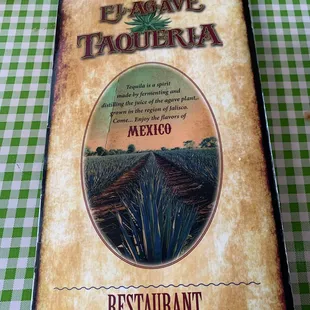 EL AGAVE
TAQUERIA
Tequila is a spirit
made by fermenting and
distilling the juice of the agave plant,
grown in the region of Jalisco.
Come... Enjoy the flavors of
MEXICO
RESTAURANT